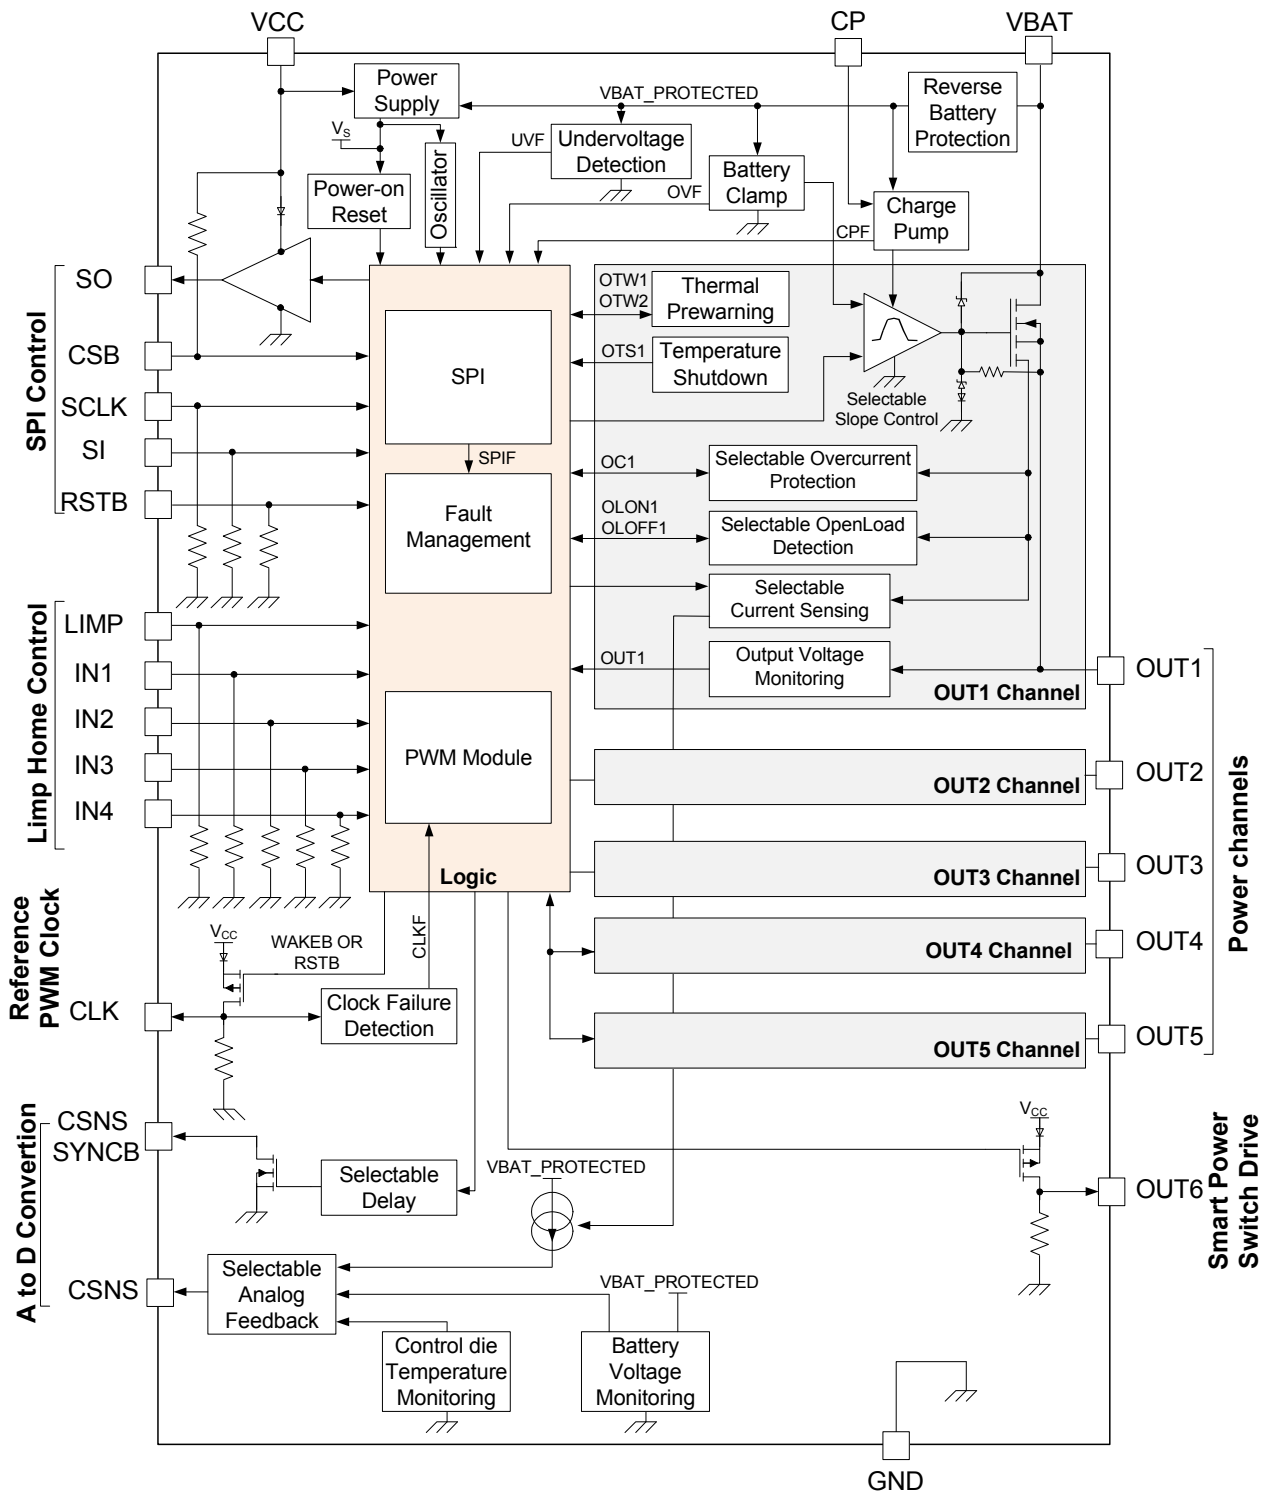 VCC
CP
VBAT
Power
Supply
VBAT_PROTECTED
Reverse
Battery
Protection
VS
UVF
Undervoltage
Detection
Oscillator
Power-on
Reset
Battery
Clamp
OVF
Charge
Pump
CPF
SPI Control
SO
CSB
SCLK
SI
RSTB
SPI
SPIF
Fault
Management
OTW1
OTW2
Thermal
Prewarning
OTS1
Temperature
Shutdown
Selectable
Slope Control
OC1
Selectable Overcurrent
Protection
OLON1
OLOFF1
Selectable OpenLoad
Detection
Selectable
Current Sensing
OUT1
Output Voltage
Monitoring
OUT1 Channel
OUT1
Limp Home Control
LIMP
IN1
IN2
IN3
IN4
PWM Module
Logic
OUT2 Channel
OUT2
OUT3 Channel
OUT3
OUT4 Channel
OUT4
OUT5 Channel
OUT5
Power channels
Reference
PWM Clock
VCC
WAKEB OR
RSTB
CLKF
CLK
Clock Failure
Detection
A to D Convertion
CSNS
SYNCB
Selectable
Delay
VBAT_PROTECTED
VCC
OUT6
Smart Power
Switch Drive
CSNS
Selectable
Analog
Feedback
VBAT_PROTECTED
Control die
Temperature
Monitoring
Battery
Voltage
Monitoring
GND